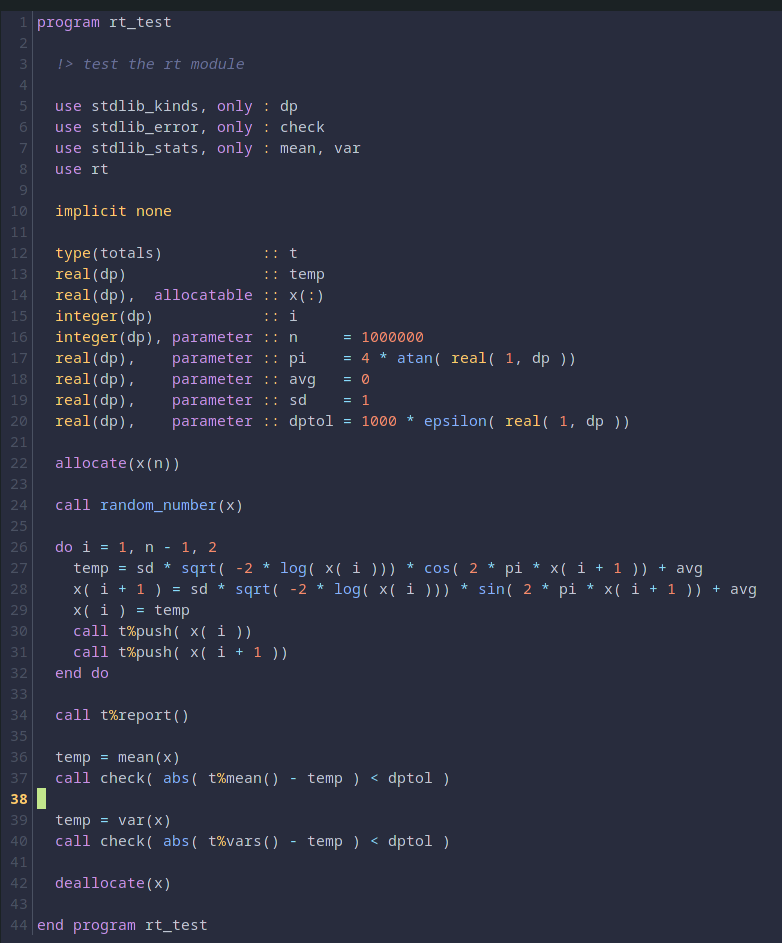 1 program rt_test
2
3   !> test the rt module
4
5   use stdlib_kinds, only : dp
6   use stdlib_error, only : check
7   use stdlib_stats, only : mean, var
8   use rt
9
10   implicit none
11
12   type(totals)           :: t
13   real(dp)               :: temp
14   real(dp),  allocatable :: x(:)
15   integer(dp)            :: i
16   integer(dp), parameter :: n     = 1000000
17   real(dp),    parameter :: pi    = 4 * atan( real( 1, dp ))
18   real(dp),    parameter :: avg   = 0
19   real(dp),    parameter :: sd    = 1
20   real(dp),    parameter :: dptol = 1000 * epsilon( real( 1, dp ))
21
22   allocate(x(n))
23
24   call random_number(x)
25
26   do i = 1, n - 1, 2
27     temp = sd * sqrt( -2 * log( x( i ))) * cos( 2 * pi * x( i + 1 )) + avg
28     x( i + 1 ) = sd * sqrt( -2 * log( x( i ))) * sin( 2 * pi * x( i + 1 )) + avg
29     x( i ) = temp
30     call t%push( x( i ))
31     call t%push( x( i + 1 ))
32   end do
33
34   call t%report()
35
36   temp = mean(x)
37   call check( abs( t%mean() - temp ) < dptol )
38
39   temp = var(x)
40   call check( abs( t%vars() - temp ) < dptol )
41
42   deallocate(x)
43
44 end program rt_test